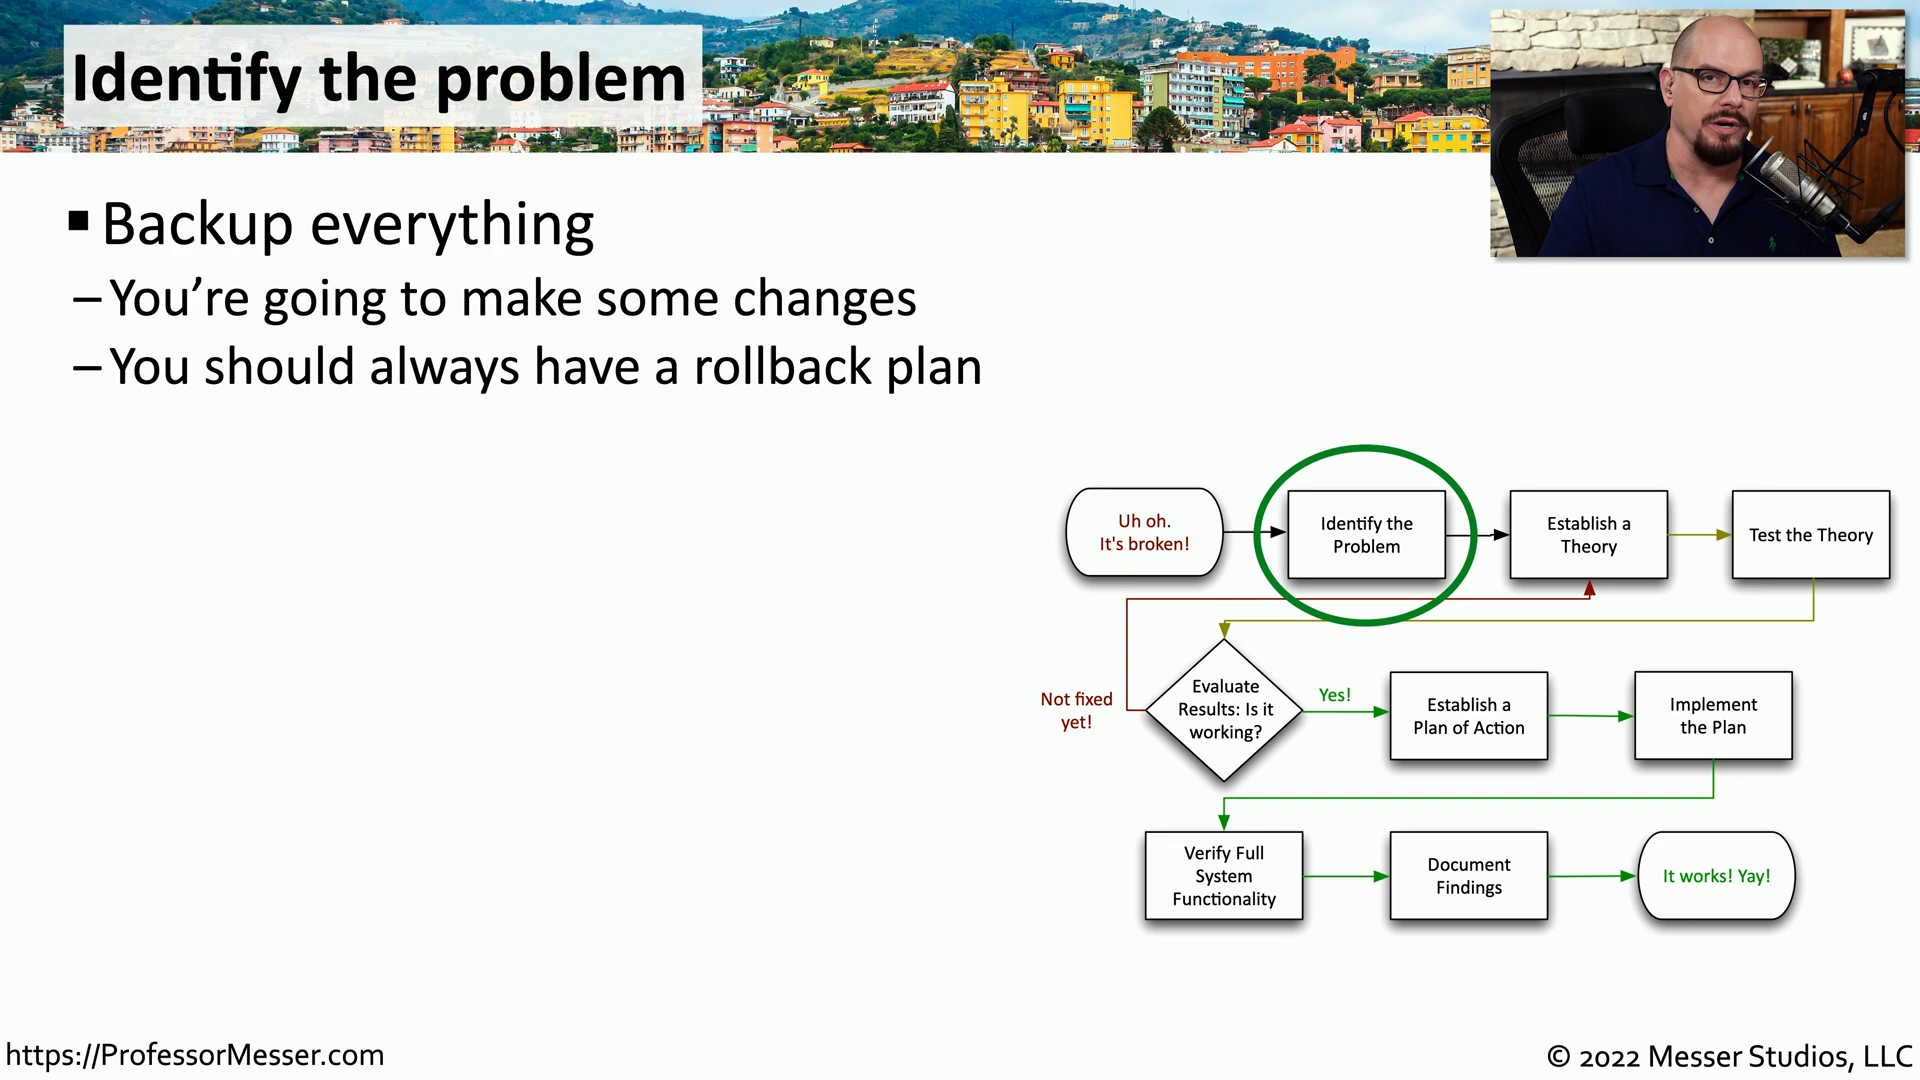 Identify the problem
▪ Backup everything
– You’re going to make some changes
– You should always have a rollback plan
Uh oh.
It's broken!
Identify the
Problem
Establish a
Theory
Test the Theory
Not fixed
yet!
Evaluate
Results: Is it
working?
Yes!
Establish a
Plan of Action
Implement
the Plan
Verify Full
System
Functionality
Document
Findings
It works! Yay!
https://ProfessorMesser.com
© 2022 Messer Studios, LLC